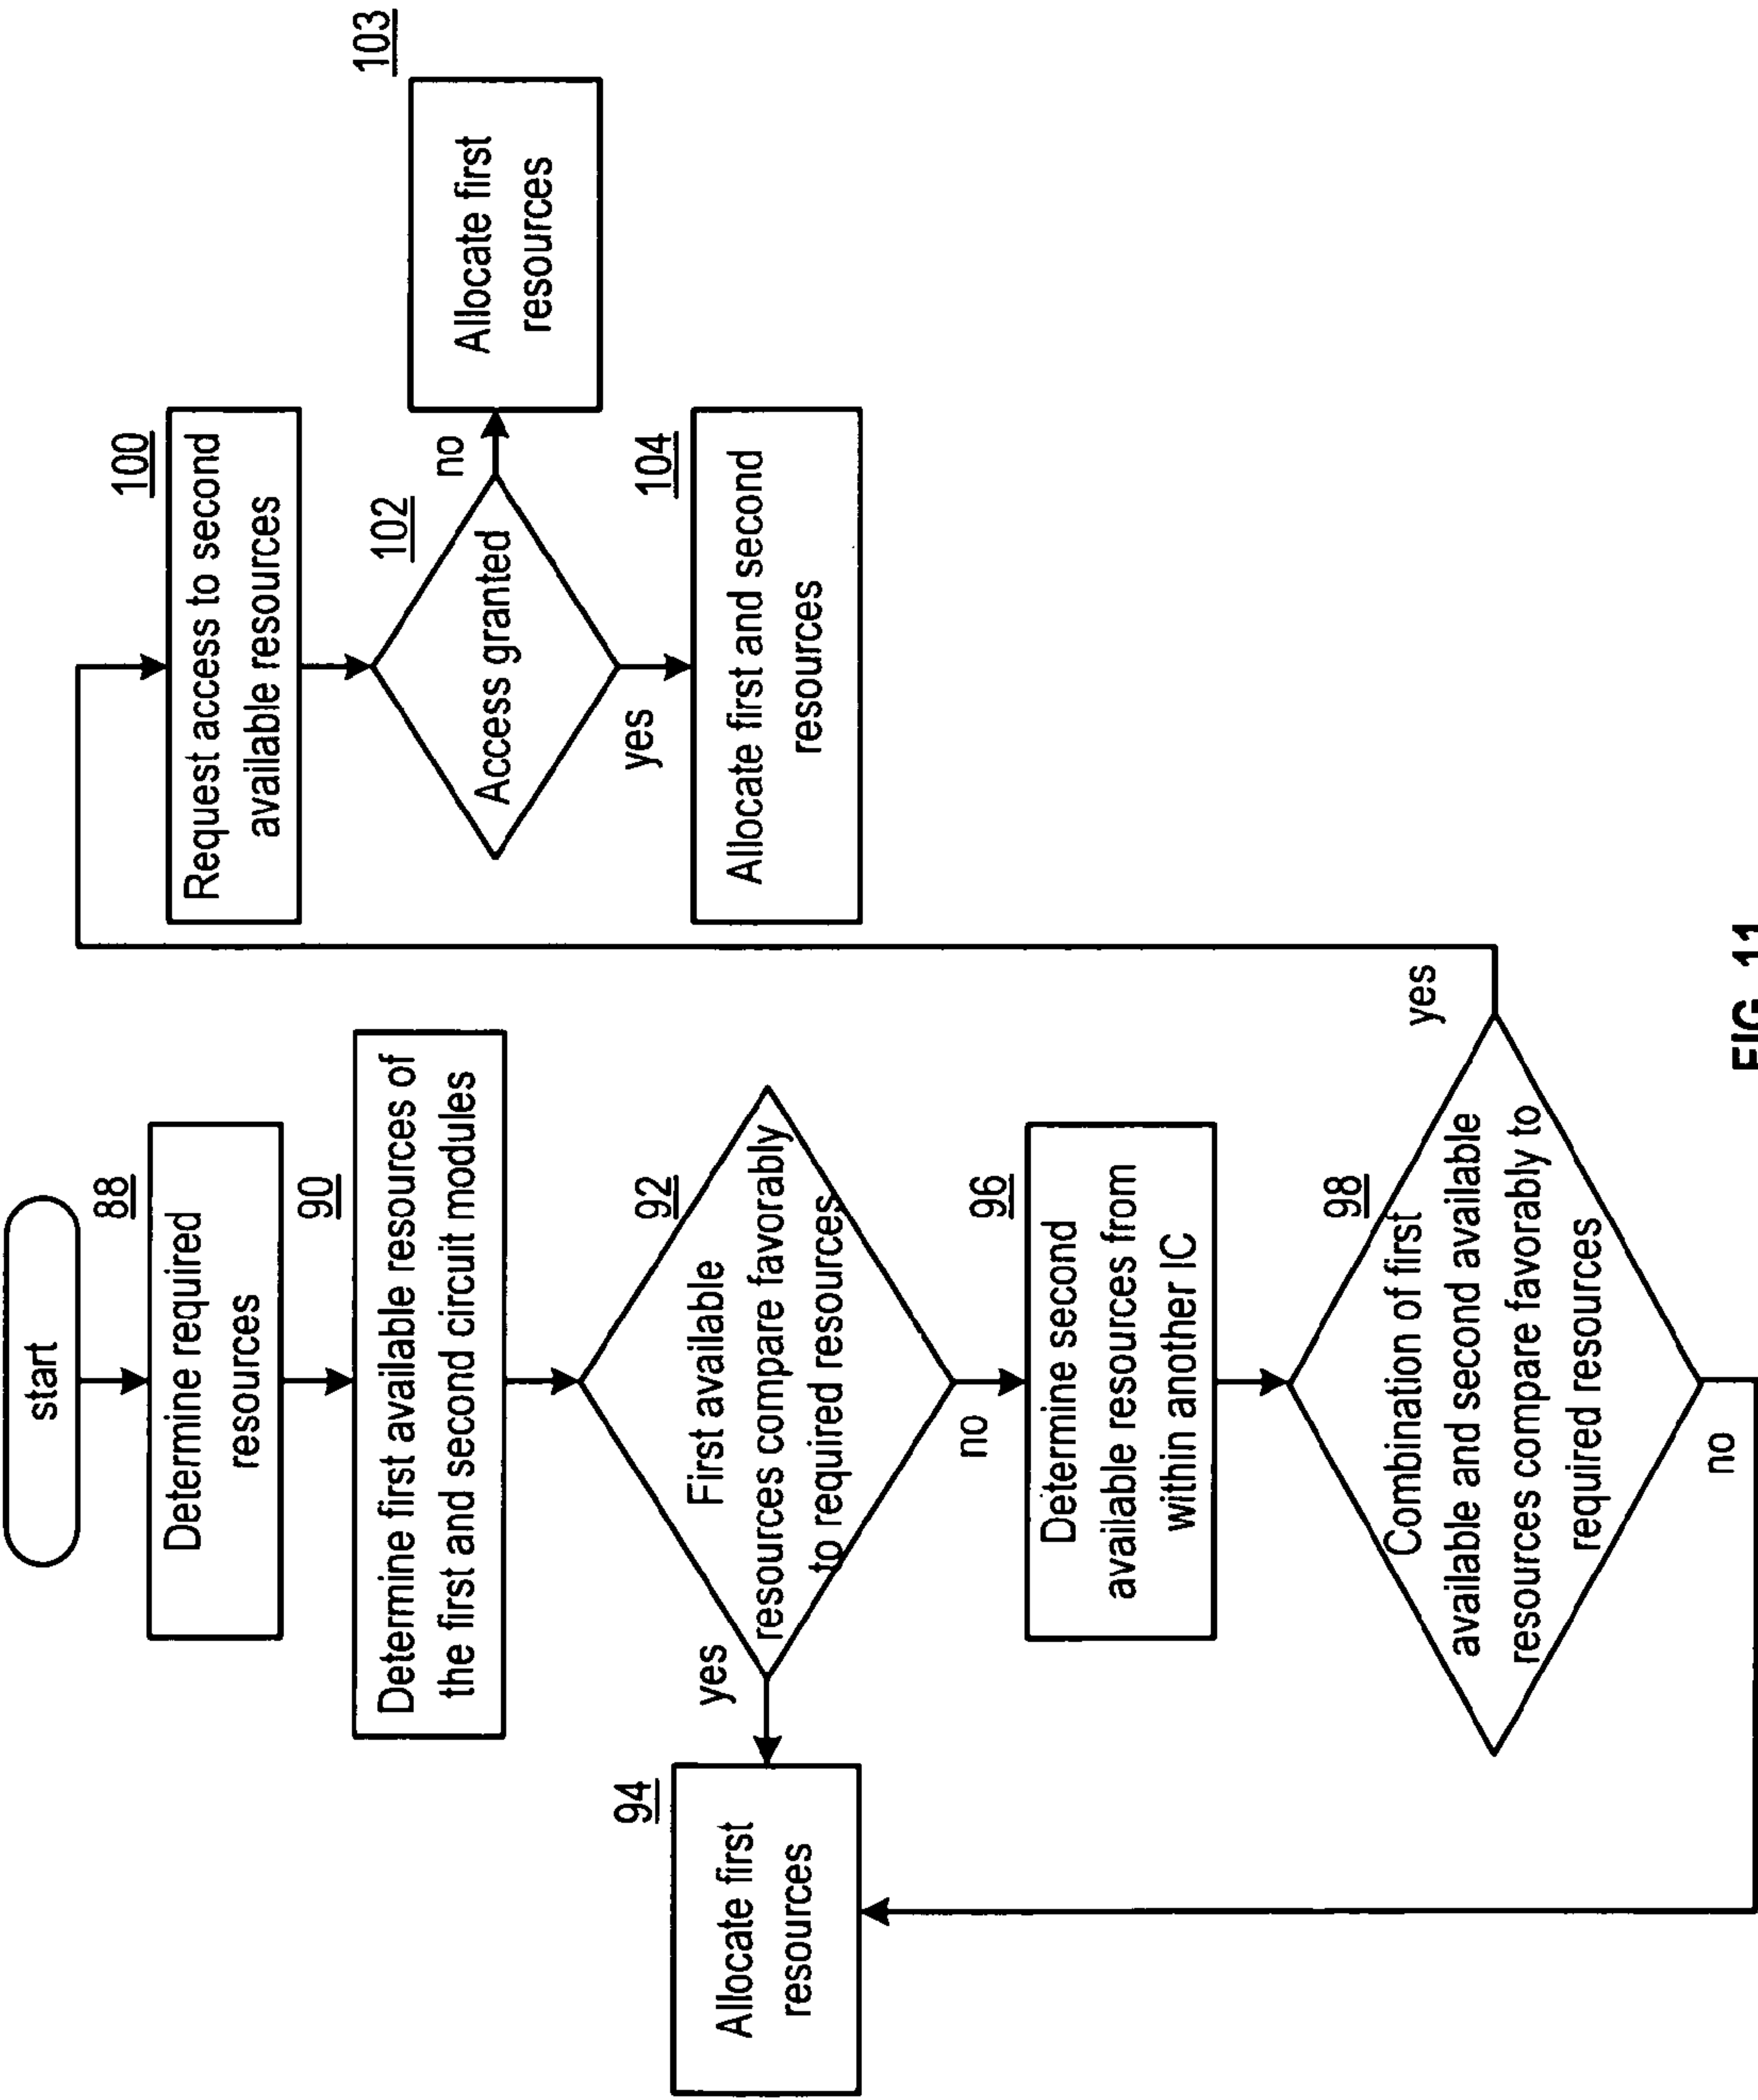 start
88
Determine required
resources
90
Determine first available resources of
the first and second circuit modules
92
First available
resources compare favorably
to required resources
yes
no
94
Allocate first
resources
96
Determine second
available resources from
within another IC
98
Combination of first
available and second available
resources compare favorably to
required resources
yes
no
100
Request access to second
available resources
102
Access granted
no
yes
103
Allocate first
resources
104
Allocate first and second
resources
FIG. 11